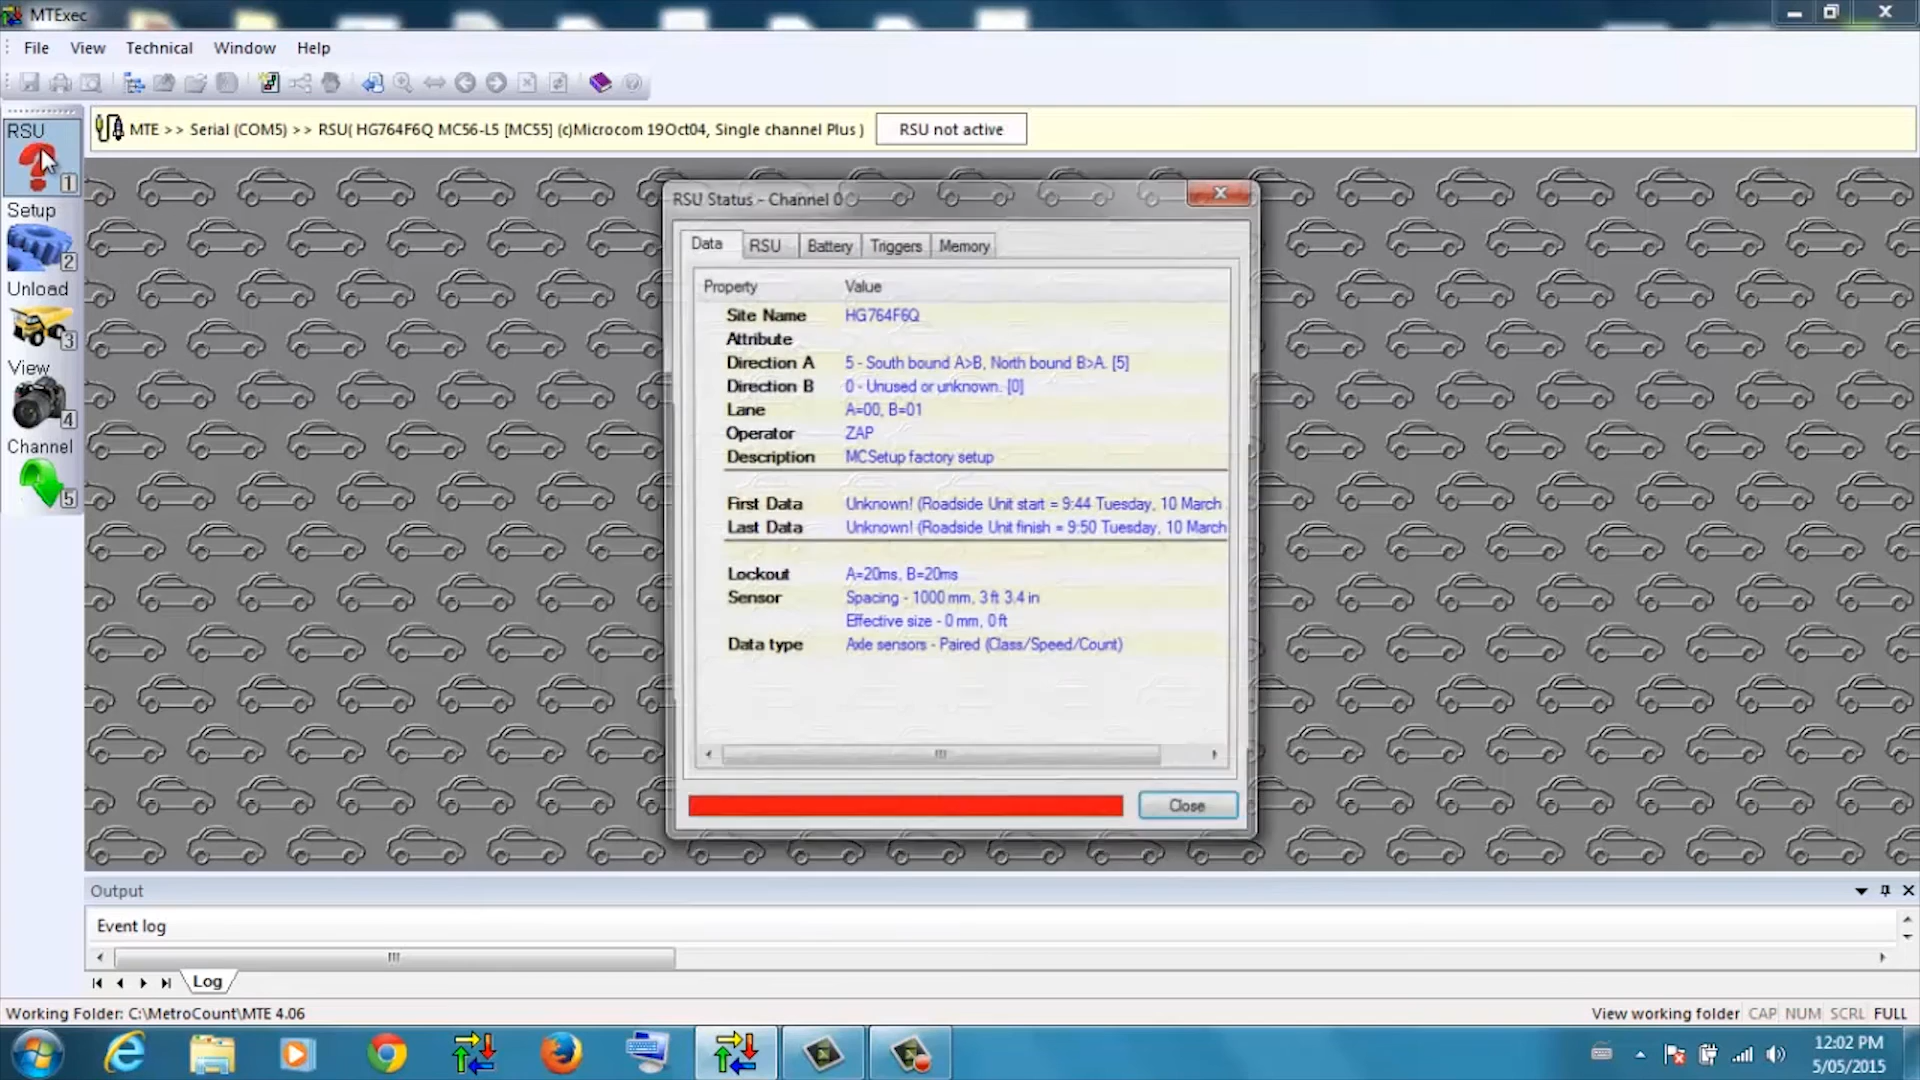 MTExec
File View Technical Window Help
RSU
1
Setup
2
Unload
3
View
4
Channel
5
MTE >> Serial (COM5) >> RSU( HG764F6Q MC56-L5 [MC55] (c)Microcom 19Oct04, Single channel Plus ) RSU not active
RSU Status - Channel 0
Data RSU Battery Triggers Memory
Property Value
Site Name HG764F6Q
Attribute
Direction A 5 - South bound A>B, North bound B>A. [5]
Direction B 0 - Unused or unknown. [0]
Lane A=00, B=01
Operator ZAP
Description MCSetup factory setup
First Data Unknown! (Roadside Unit start = 9:44 Tuesday, 10 March
Last Data Unknown! (Roadside Unit finish = 9:50 Tuesday, 10 March
Lockout A=20ms, B=20ms
Sensor Spacing - 1000 mm, 3 ft 3.4 in
Effective size - 0 mm, 0 ft
Data type Axle sensors - Paired (Class/Speed/Count)
Close
Output
Event log
Log
Working Folder: C:\MetroCount\MTE 4.06 View working folder CAP NUM SCRL FULL
12:02 PM
5/05/2015